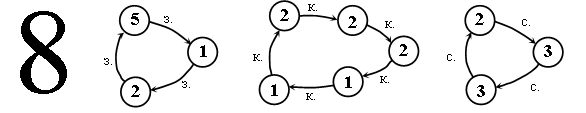 8
5 з. 1 з. 2 з.
2 к. 2 к. 2 к. 1 к. 1 к.
2 с. 3 с. 3 с.